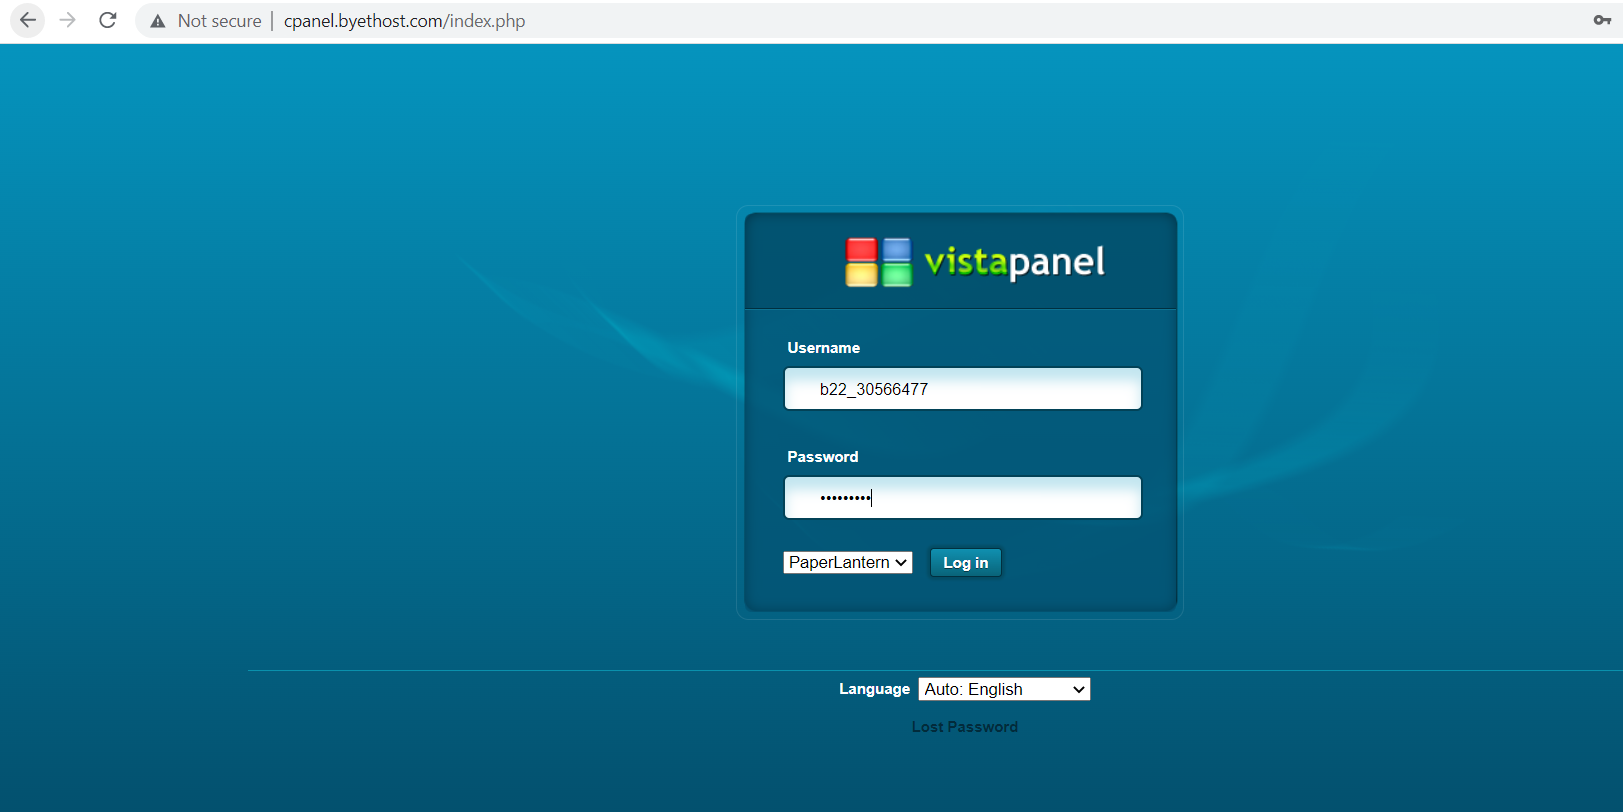 Not secure | cpanel.byethost.com/index.php
vistapanel
Username
b22_30566477
Password
•••••••••
PaperLantern Log in
Language Auto: English
Lost Password